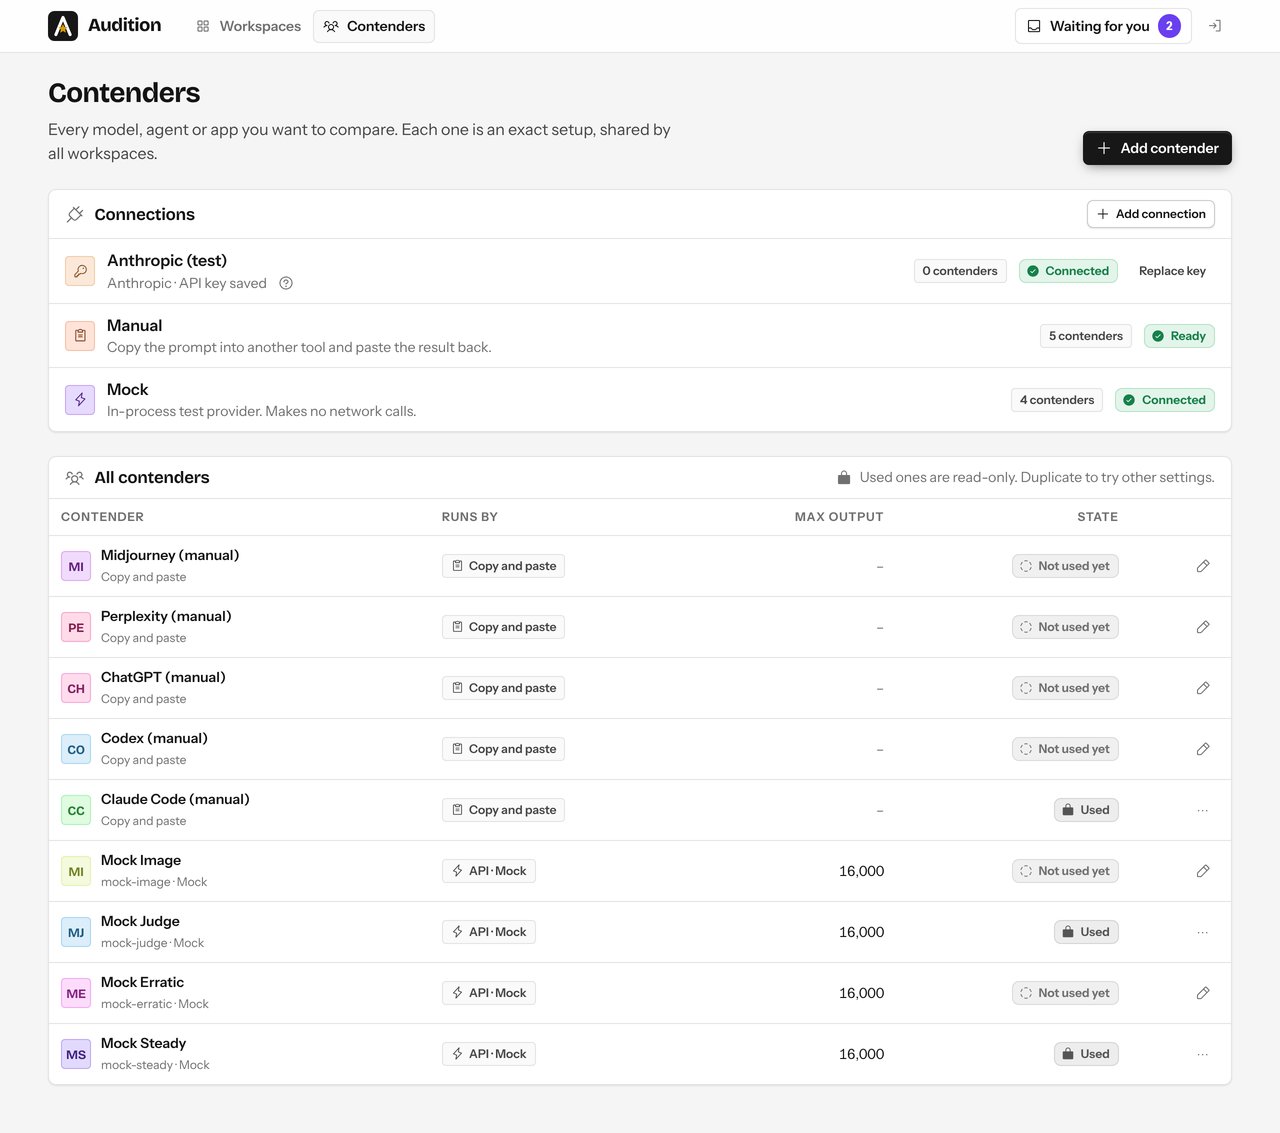 Audition
Workspaces
Contenders
Waiting for you 2
Contenders
Every model, agent or app you want to compare. Each one is an exact setup, shared by
all workspaces.
Add contender
Connections
Add connection
Anthropic (test)
Anthropic · API key saved
0 contenders
Connected
Replace key
Manual
Copy the prompt into another tool and paste the result back.
5 contenders
Ready
Mock
In-process test provider. Makes no network calls.
4 contenders
Connected
All contenders
Used ones are read-only. Duplicate to try other settings.
CONTENDER RUNS BY MAX OUTPUT STATE
MI
Midjourney (manual)
Copy and paste
Copy and paste
–
Not used yet
PE
Perplexity (manual)
Copy and paste
Copy and paste
–
Not used yet
CH
ChatGPT (manual)
Copy and paste
Copy and paste
–
Not used yet
CO
Codex (manual)
Copy and paste
Copy and paste
–
Not used yet
CC
Claude Code (manual)
Copy and paste
Copy and paste
–
Used
···
MI
Mock Image
mock-image · Mock
API · Mock
16,000
Not used yet
MJ
Mock Judge
mock-judge · Mock
API · Mock
16,000
Used
···
ME
Mock Erratic
mock-erratic · Mock
API · Mock
16,000
Not used yet
MS
Mock Steady
mock-steady · Mock
API · Mock
16,000
Used
···